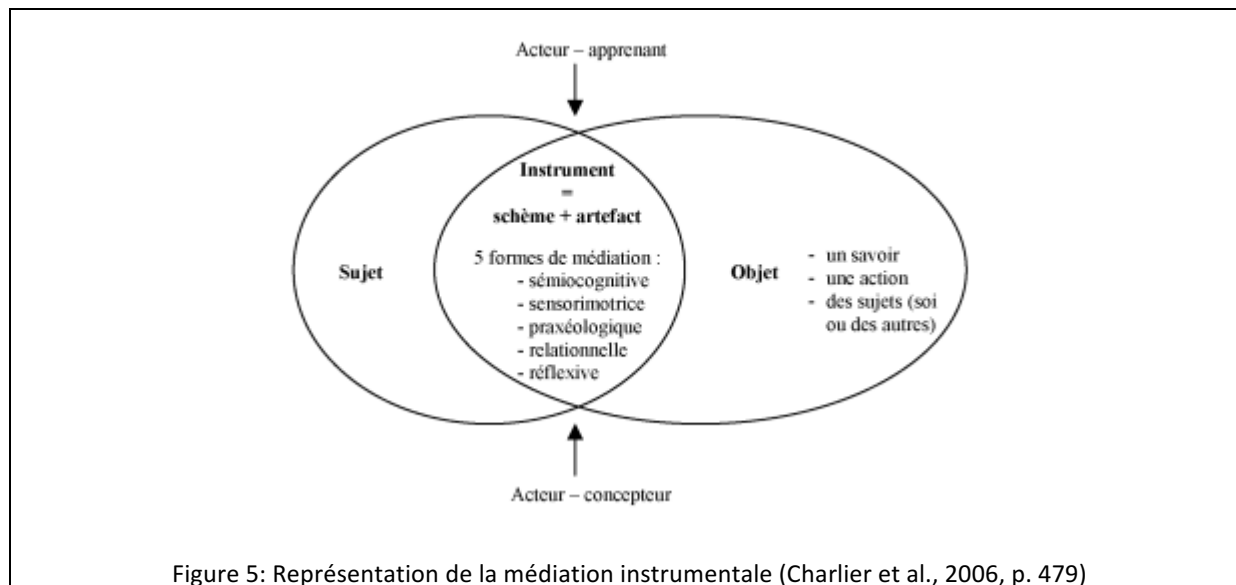 Acteur – apprenant
Instrument
=
schème + artefact
5 formes de médiation :
- sémiocognitive
- sensorimotrice
- praxéologique
- relationnelle
- réflexive
Sujet
Objet
- un savoir
- une action
- des sujets (soi
ou des autres)
Acteur – concepteur
Figure 5: Représentation de la médiation instrumentale (Charlier et al., 2006, p. 479)